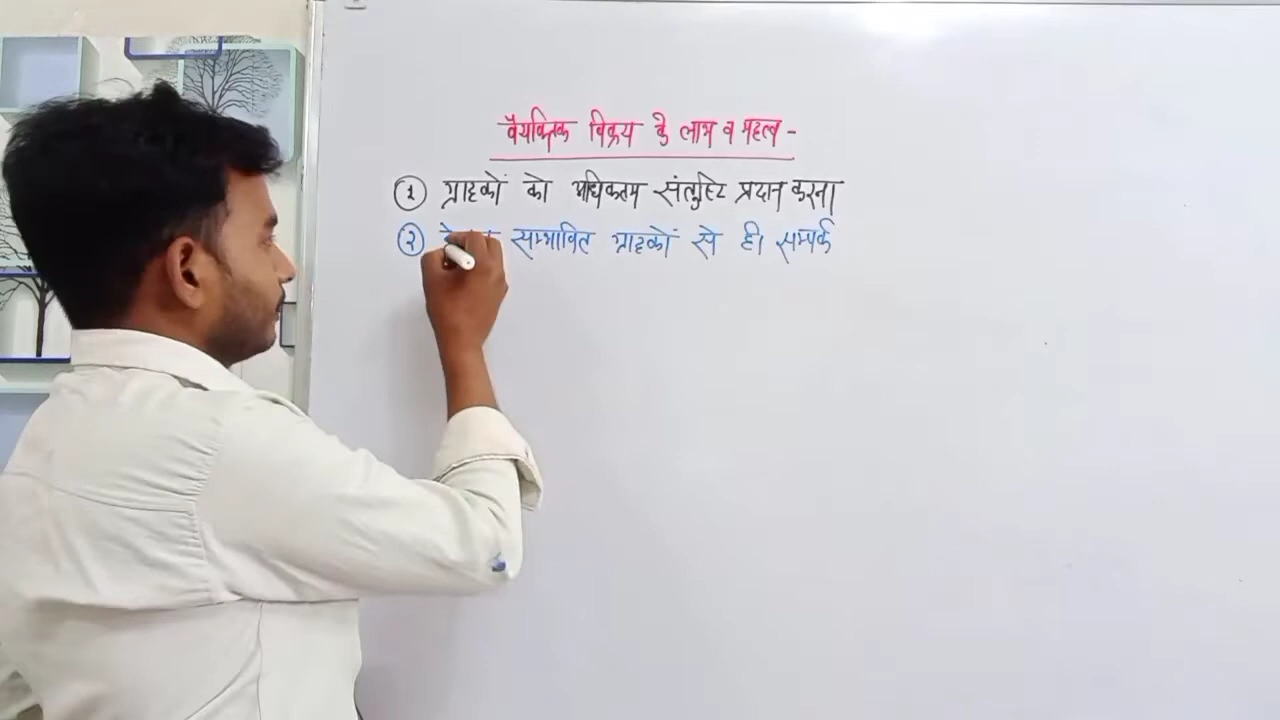 वैयक्तिक विक्रय के लाभ व महत्व -
① ग्राहकों को अधिकतम संतुष्टि प्रदान करना
② सम्भावित ग्राहकों से ही सम्पर्क